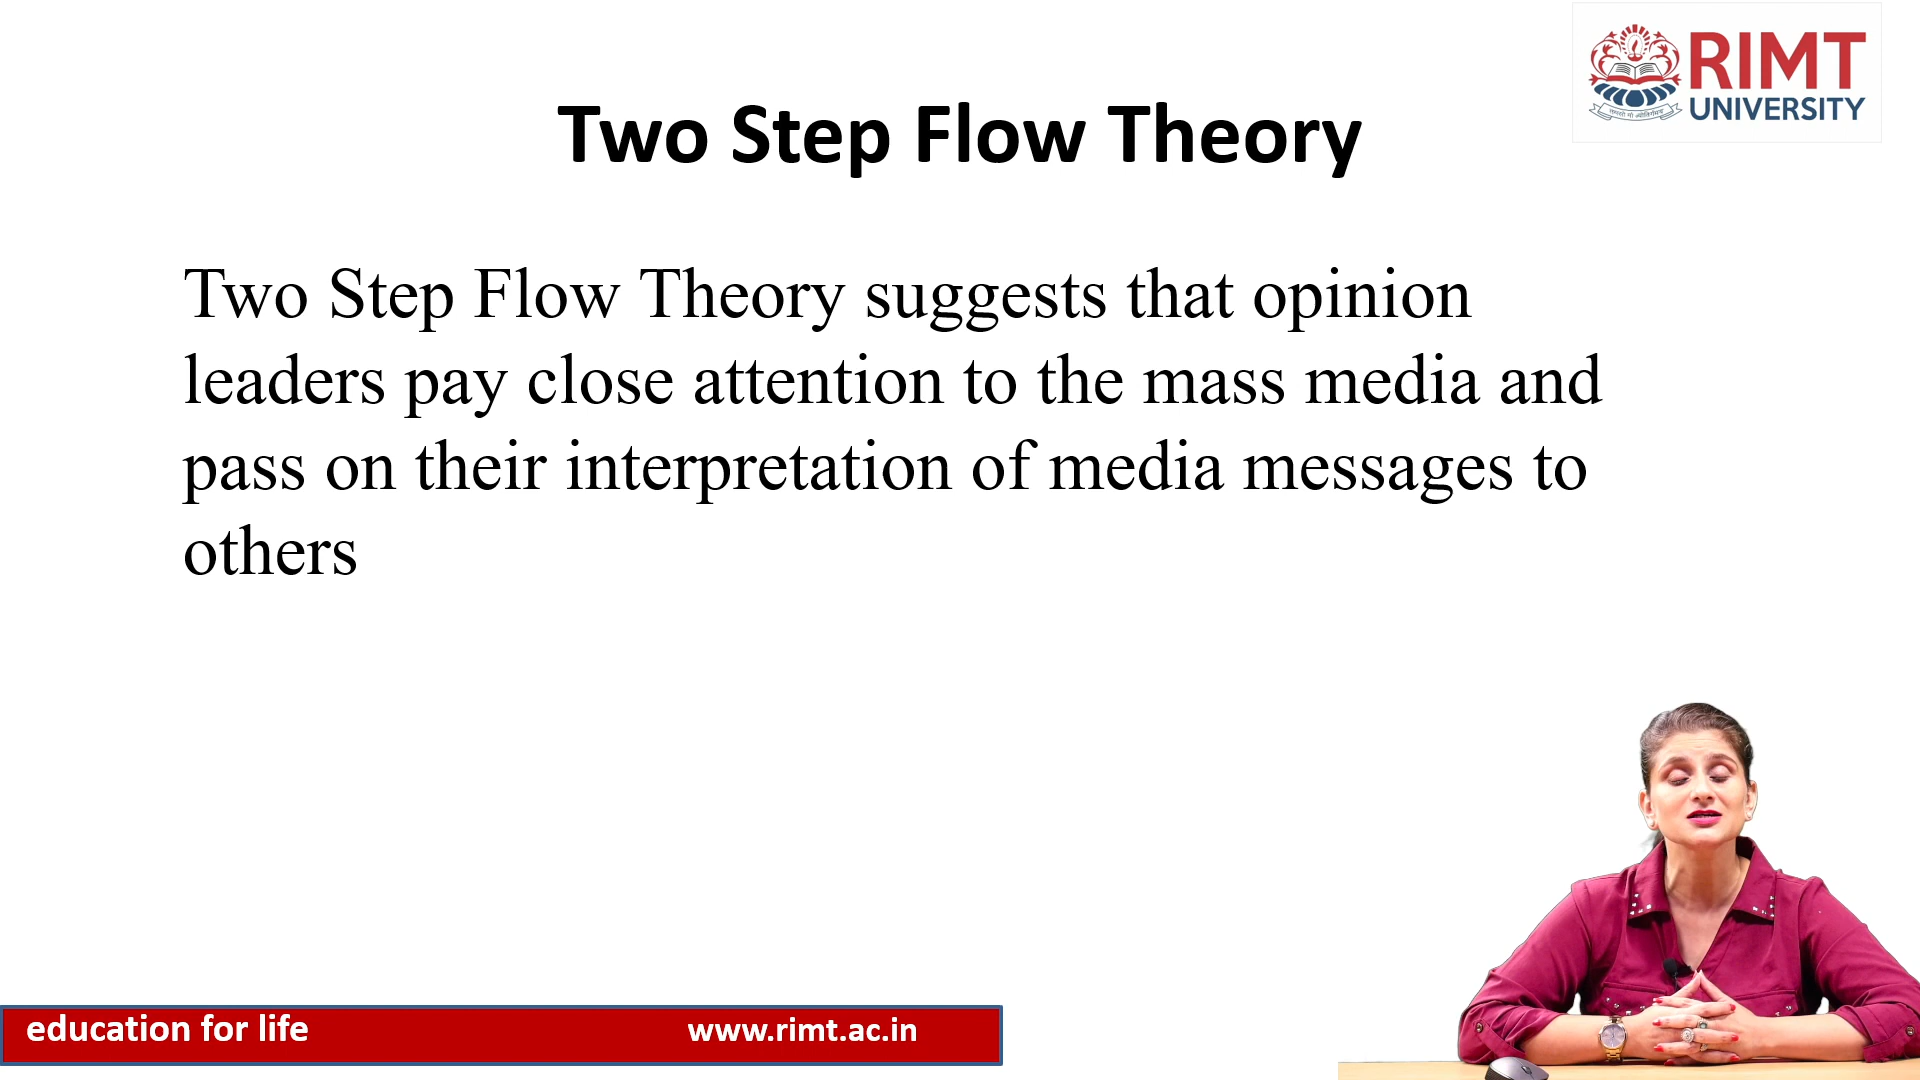 RIMT
UNIVERSITY
Two Step Flow Theory
Two Step Flow Theory suggests that opinion
leaders pay close attention to the mass media and
pass on their interpretation of media messages to
others
education for life www.rimt.ac.in